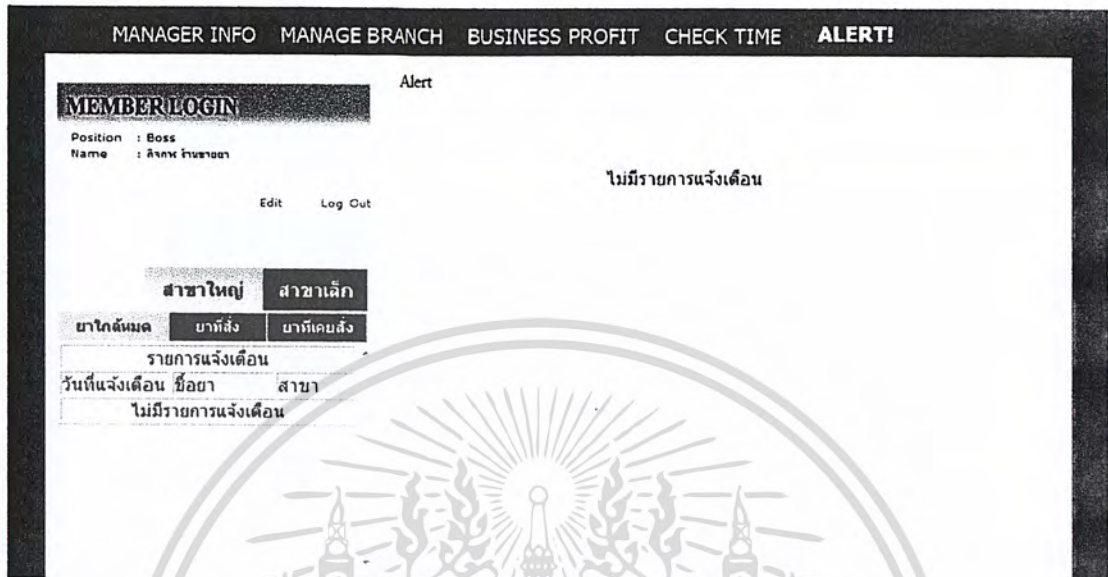 MANAGER INFO MANAGE BRANCH BUSINESS PROFIT CHECK TIME ALERT!
Alert
MEMBER LOGIN
Position : Boss
Name :
ไม่มีรายการแจ้งเตือน
Edit Log Out
สาขาใหญ่ สาขาเล็ก
ยาใกล้หมด ยาที่สั่ง ยาที่เคยสั่ง
รายการแจ้งเตือน
วันที่แจ้งเตือน ชื่อยา สาขา
ไม่มีรายการแจ้งเตือน